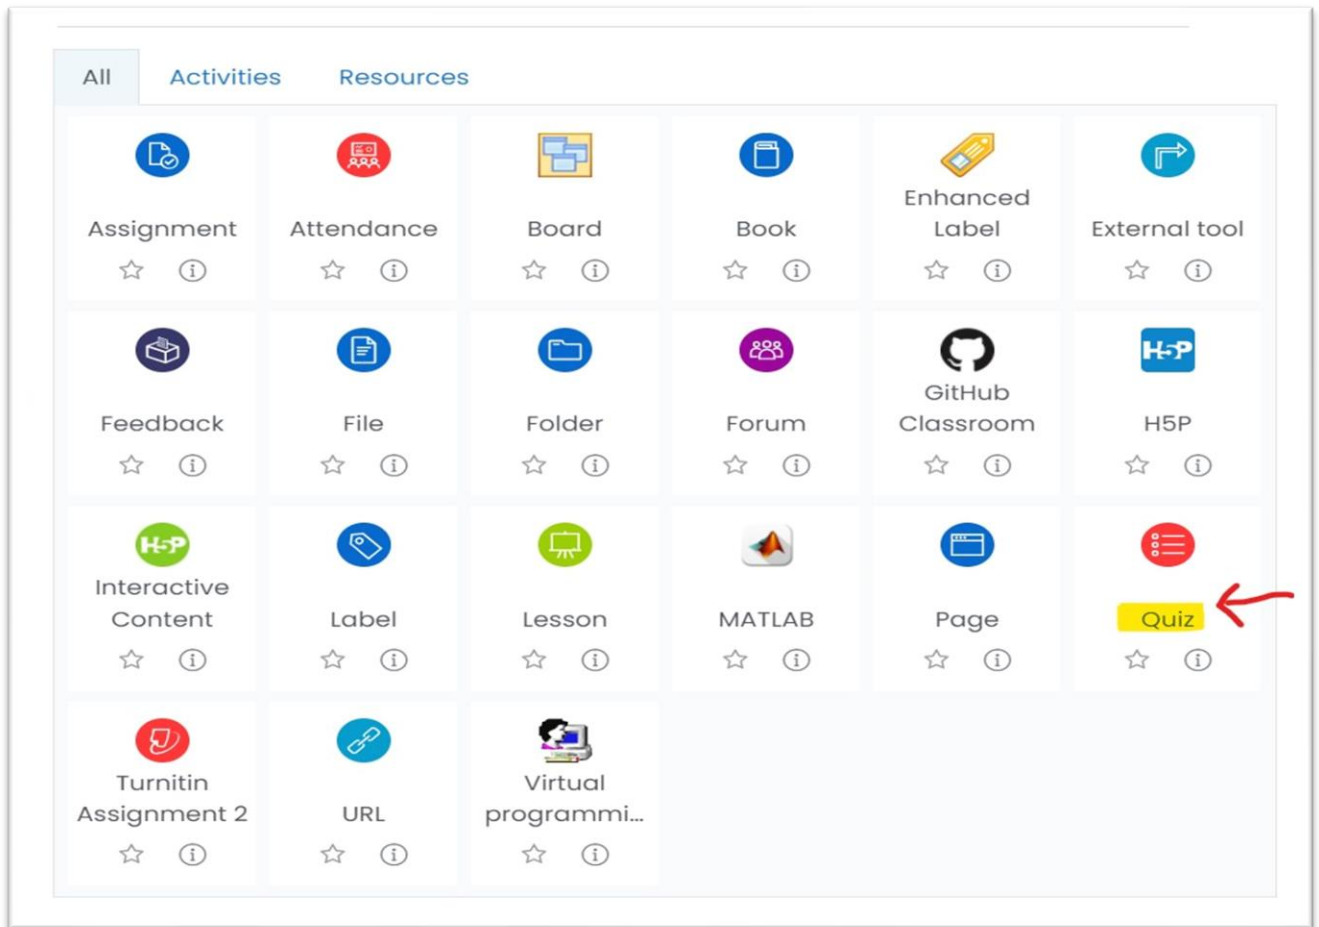 All Activities Resources
Assignment
Attendance
Board
Book
Enhanced
Label
External tool
Feedback
File
Folder
Forum
GitHub
Classroom
H5P
H5P
Interactive
Content
H5P
Label
Lesson
MATLAB
Page
Quiz
Turnitin
Assignment 2
URL
Virtual
programmi...